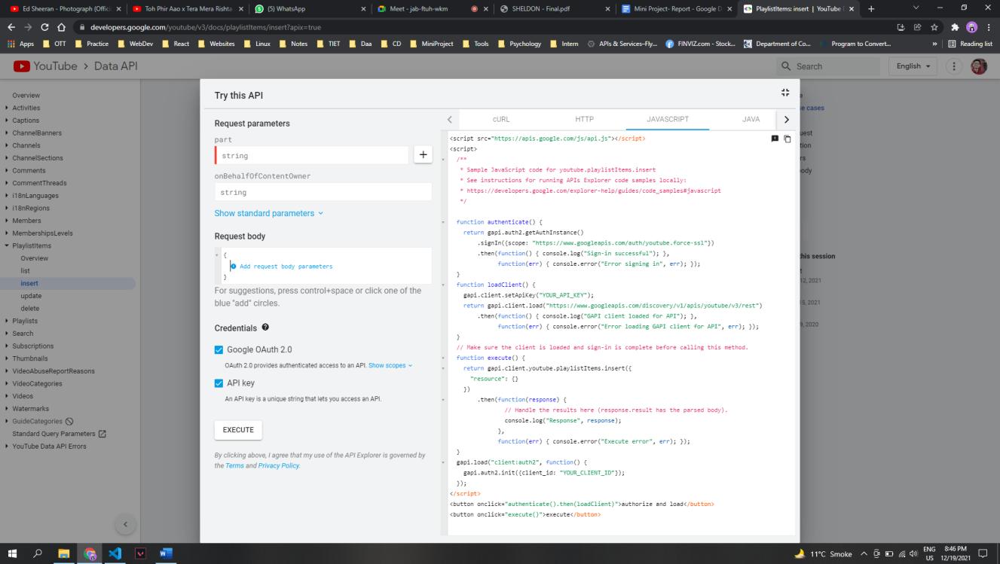 Ed Sheeran - Photograph (Offici
Toh Phir Aao x Tera Mera Rishta
(5) WhatsApp
Meet - jab-ftuh-wkm
SHELDON - Final.pdf
Mini Project- Report - Google D
PlaylistItems: insert | YouTube
developers.google.com/youtube/v3/docs/playlistItems/insert?apix=true
Apps
OTT
Practice
WebDev
React
Websites
Linux
Notes
TIET
Daa
CD
MiniProject
Tools
Psychology
Intern
APIs & Services–Fly...
FINVIZ.com - Stock...
Department of Co...
Program to Convert...
»
Reading list
YouTube > Data API
Search
English
Overview
Activities
Captions
ChannelBanners
Channels
ChannelSections
Comments
CommentThreads
i18nLanguages
i18nRegions
Members
MembershipsLevels
PlaylistItems
Overview
list
insert
update
delete
Playlists
Search
Subscriptions
Thumbnails
VideoAbuseReportReasons
VideoCategories
Videos
Watermarks
GuideCategories
Standard Query Parameters
YouTube Data API Errors
Try this API
Request parameters
part
string
onBehalfOfContentOwner
string
Show standard parameters
Request body
{
Add request body parameters
}
For suggestions, press control+space or click one of the
blue "add" circles.
Credentials
Google OAuth 2.0
OAuth 2.0 provides authenticated access to an API. Show scopes
API key
An API key is a unique string that lets you access an API.
EXECUTE
By clicking above, I agree that my use of the API Explorer is governed by
the Terms and Privacy Policy.
cURL
HTTP
JAVASCRIPT
JAVA
<script src="https://apis.google.com/js/api.js"></script>
<script>
/**
* Sample JavaScript code for youtube.playlistItems.insert
* See instructions for running APIs Explorer code samples locally:
* https://developers.google.com/explorer-help/guides/code_samples#javascript
*/
function authenticate() {
return gapi.auth2.getAuthInstance()
.signIn({scope: "https://www.googleapis.com/auth/youtube.force-ssl"})
.then(function() { console.log("Sign-in successful"); },
function(err) { console.error("Error signing in", err); });
}
function loadClient() {
gapi.client.setApiKey("YOUR_API_KEY");
return gapi.client.load("https://www.googleapis.com/discovery/v1/apis/youtube/v3/rest")
.then(function() { console.log("GAPI client loaded for API"); },
function(err) { console.error("Error loading GAPI client for API", err); });
}
// Make sure the client is loaded and sign-in is complete before calling this method.
function execute() {
return gapi.client.youtube.playlistItems.insert({
"resource": {}
})
.then(function(response) {
// Handle the results here (response.result has the parsed body).
console.log("Response", response);
},
function(err) { console.error("Execute error", err); });
}
gapi.load("client:auth2", function() {
gapi.auth2.init({client_id: "YOUR_CLIENT_ID"});
});
</script>
<button onclick="authenticate().then(loadClient)">authorize and load</button>
<button onclick="execute()">execute</button>
e
se cases
uest
tion
rs
body
this session
t
12, 2021
15, 2021
9, 2020
11°C Smoke
ENG
US
8:46 PM
12/19/2021